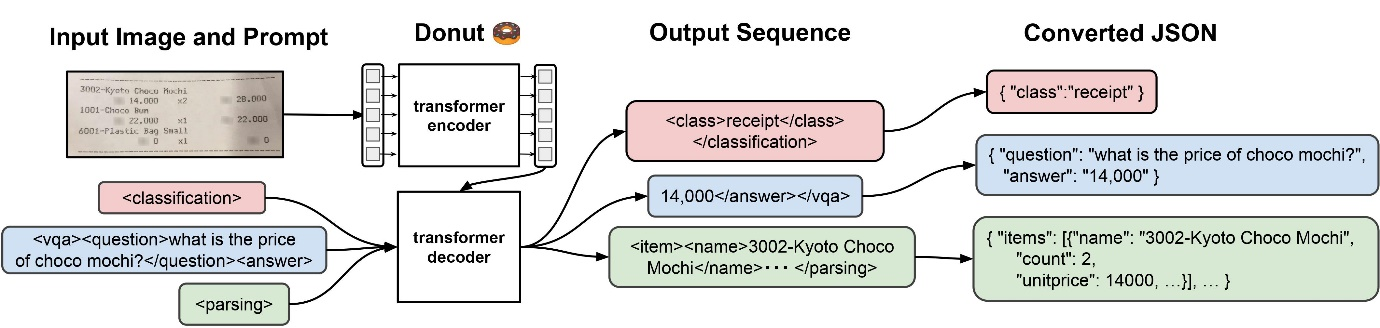 Input Image and Prompt
Donut
Output Sequence
Converted JSON
3002-Kyoto Choco Mochi
14.000 x2 28.000
1001-Choco Bun
22.000 x1 22.000
6001-Plastic Bag Small
0 x1 0
transformer
encoder
<classification>
<vqa><question>what is the price
of choco mochi?</question><answer>
<parsing>
transformer
decoder
<class>receipt</class>
</classification>
14,000</answer></vqa>
<item><name>3002-Kyoto Choco
Mochi</name>··· </parsing>
{ "class":"receipt" }
{ "question": "what is the price of choco mochi?",
"answer": "14,000" }
{ "items": [{"name": "3002-Kyoto Choco Mochi",
"count": 2,
"unitprice": 14000, …}], … }